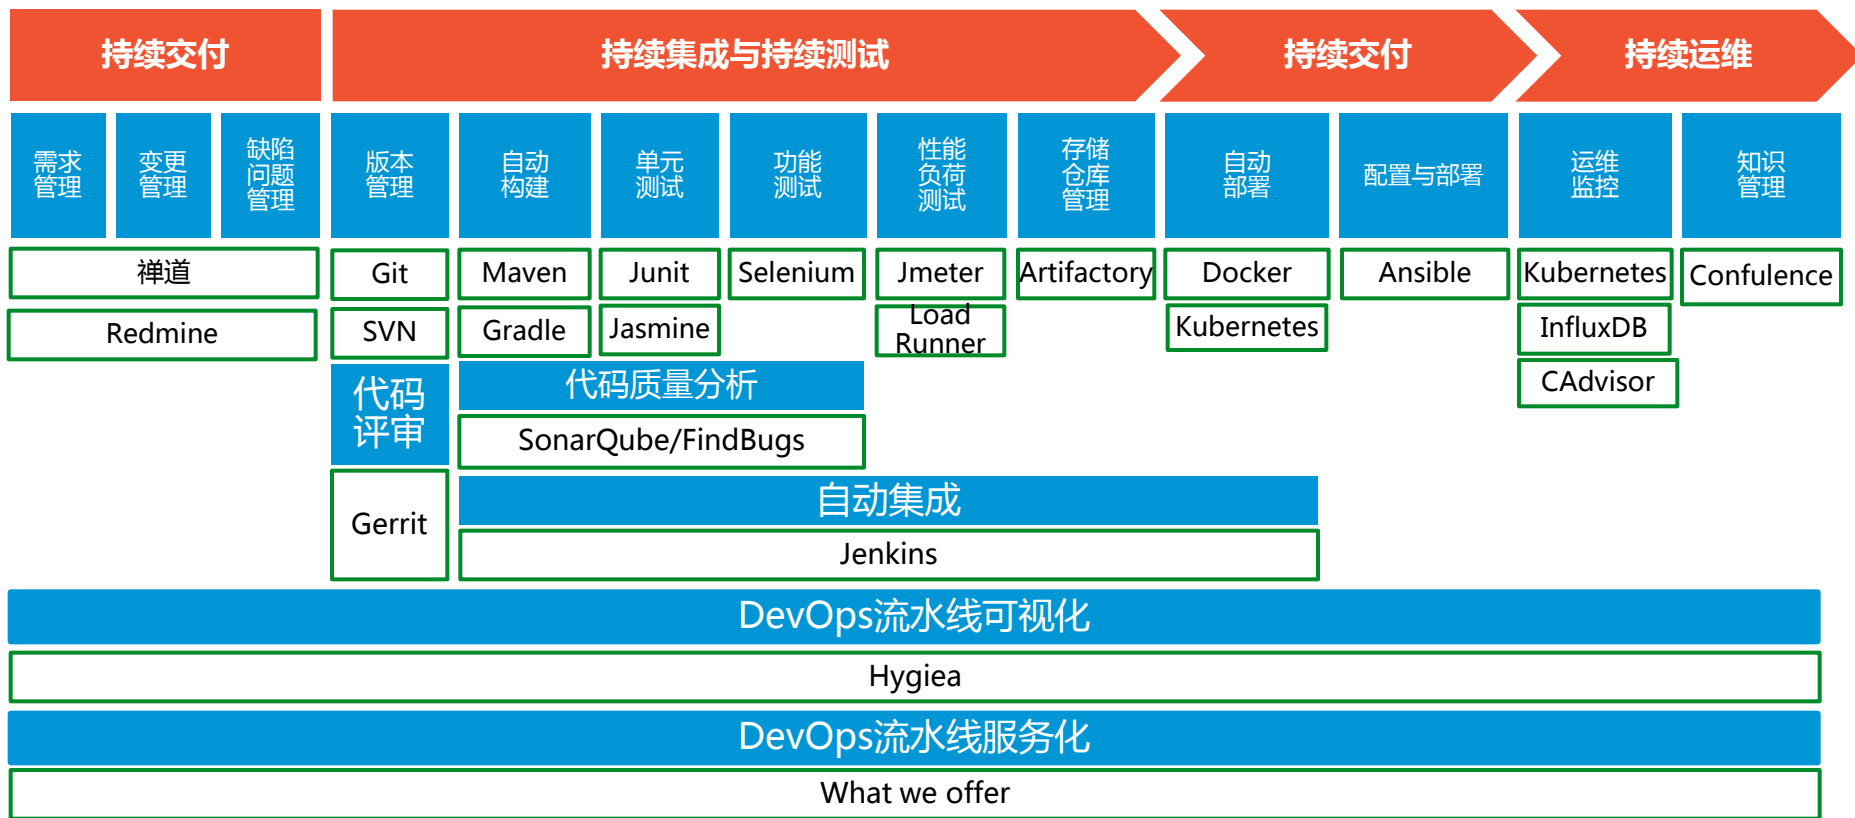 持续交付
持续集成与持续测试
持续交付
持续运维
需求
管理
变更
管理
缺陷
问题
管理
版本
管理
自动
构建
单元
测试
功能
测试
性能
负荷
测试
存储
仓库
管理
自动
部署
配置与部署
运维
监控
知识
管理
禅道
Git
Maven
Junit
Selenium
Jmeter
Artifactory
Docker
Ansible
Kubernetes
Confulence
Redmine
SVN
Gradle
Jasmine
Load
Runner
Kubernetes
InfluxDB
代码
评审
代码质量分析
CAdvisor
SonarQube/FindBugs
Gerrit
自动集成
Jenkins
DevOps流水线可视化
Hygiea
DevOps流水线服务化
What we offer